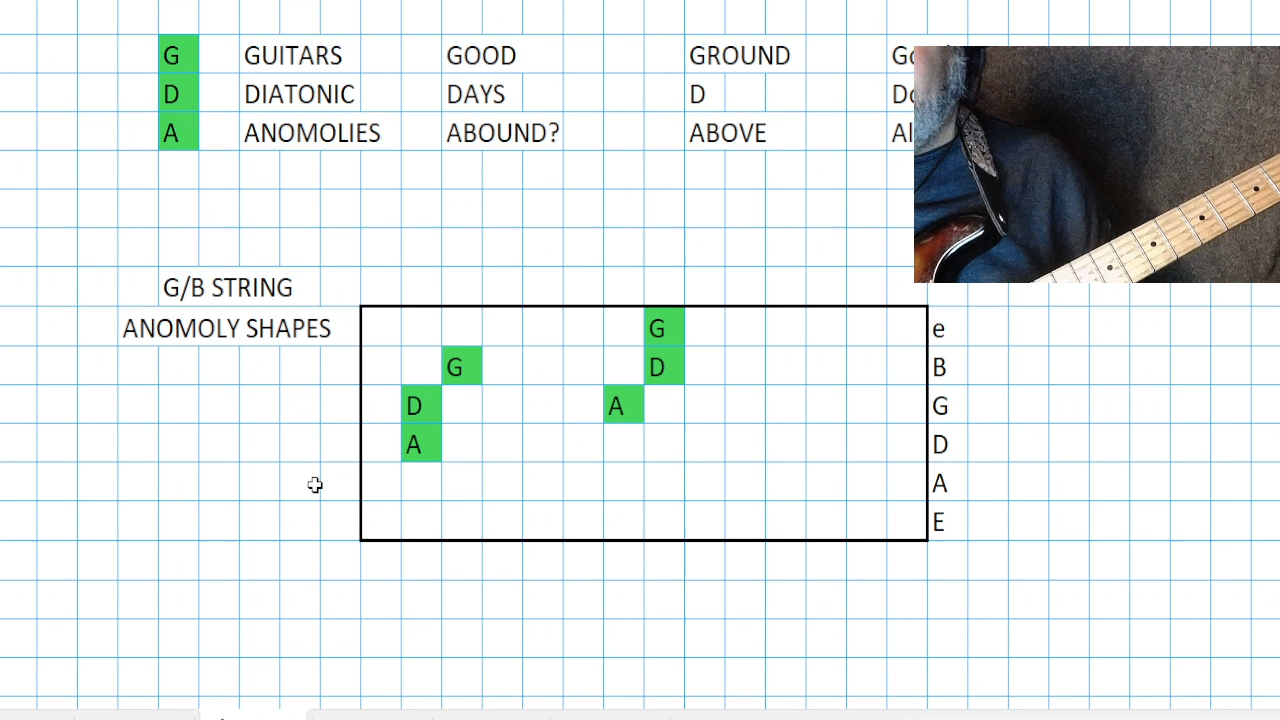 G GUITARS GOOD GROUND
D DIATONIC DAYS D
A ANOMOLIES ABOUND? ABOVE
G/B STRING
ANOMOLY SHAPES G e
G D B
D A G
A D
A
E